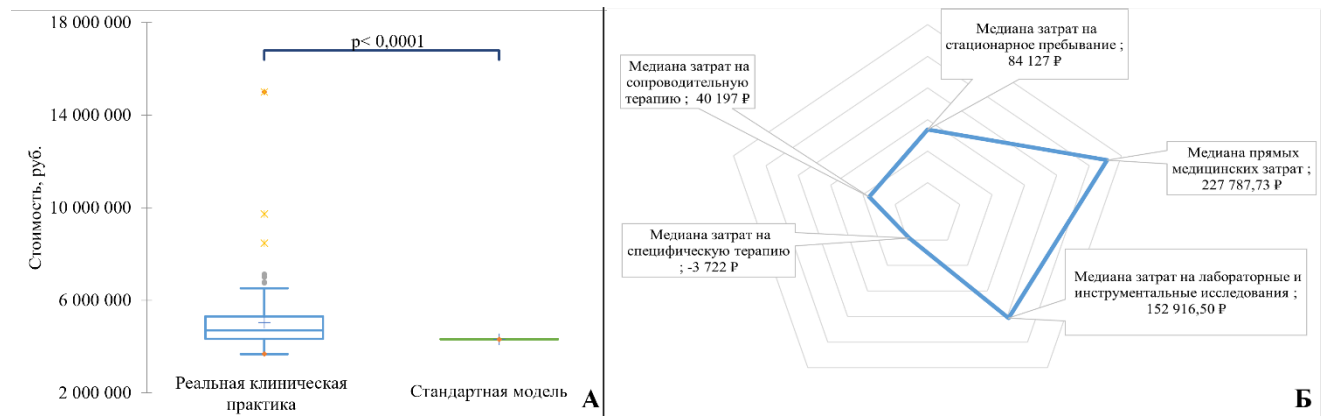 18 000 000
14 000 000
10 000 000
6 000 000
2 000 000
Стоимость, руб.
p< 0,0001
Реальная клиническая
практика
Стандартная модель
А
Медиана затрат на
стационарное пребывание ;
84 127 ₽
Медиана затрат на
сопроводительную
терапию ; 40 197 ₽
Медиана прямых
медицинских затрат ;
227 787,73 ₽
Медиана затрат на
специфическую терапию
; -3 722 ₽
Медиана затрат на лабораторные и
инструментальные исследования ;
152 916,50 ₽
Б